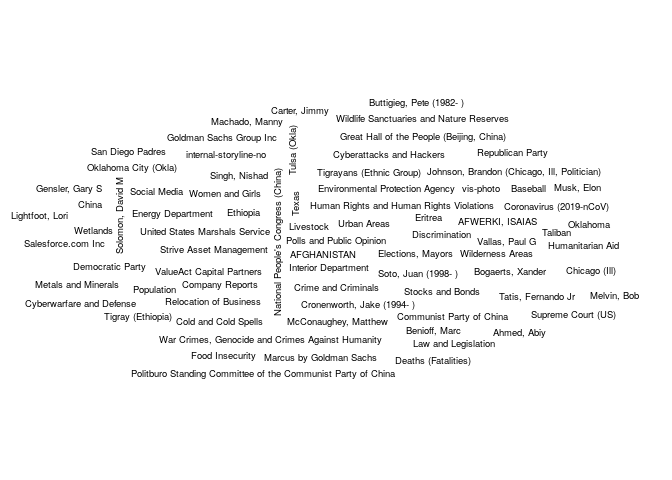 Buttigieg, Pete (1982- )
Carter, Jimmy
Machado, Manny
Wildlife Sanctuaries and Nature Reserves
Goldman Sachs Group Inc
Tulsa (Okla)
Great Hall of the People (Beijing, China)
San Diego Padres
internal-storyline-no
Cyberattacks and Hackers
Republican Party
Oklahoma City (Okla)
Singh, Nishad
Tigrayans (Ethnic Group)
Johnson, Brandon (Chicago, Ill, Politician)
Gensler, Gary S
Solomon, David M
Social Media
Women and Girls
National People's Congress (China)
Texas
Environmental Protection Agency
vis-photo
Baseball
Musk, Elon
China
Human Rights and Human Rights Violations
Coronavirus (2019-nCoV)
Lightfoot, Lori
Energy Department
Ethiopia
Eritrea
Livestock
Urban Areas
AFWERKI, ISAIAS
Oklahoma
Wetlands
United States Marshals Service
Discrimination
Taliban
Salesforce.com Inc
Polls and Public Opinion
Vallas, Paul G
Humanitarian Aid
Strive Asset Management
AFGHANISTAN
Elections, Mayors
Wilderness Areas
Democratic Party
ValueAct Capital Partners
Interior Department
Soto, Juan (1998- )
Bogaerts, Xander
Chicago (Ill)
Metals and Minerals
Population
Company Reports
Crime and Criminals
Stocks and Bonds
Tatis, Fernando Jr
Melvin, Bob
Cyberwarfare and Defense
Relocation of Business
Cronenworth, Jake (1994- )
Tigray (Ethiopia)
Cold and Cold Spells
McConaughey, Matthew
Communist Party of China
Supreme Court (US)
Benioff, Marc
Ahmed, Abiy
War Crimes, Genocide and Crimes Against Humanity
Law and Legislation
Food Insecurity
Marcus by Goldman Sachs
Deaths (Fatalities)
Politburo Standing Committee of the Communist Party of China